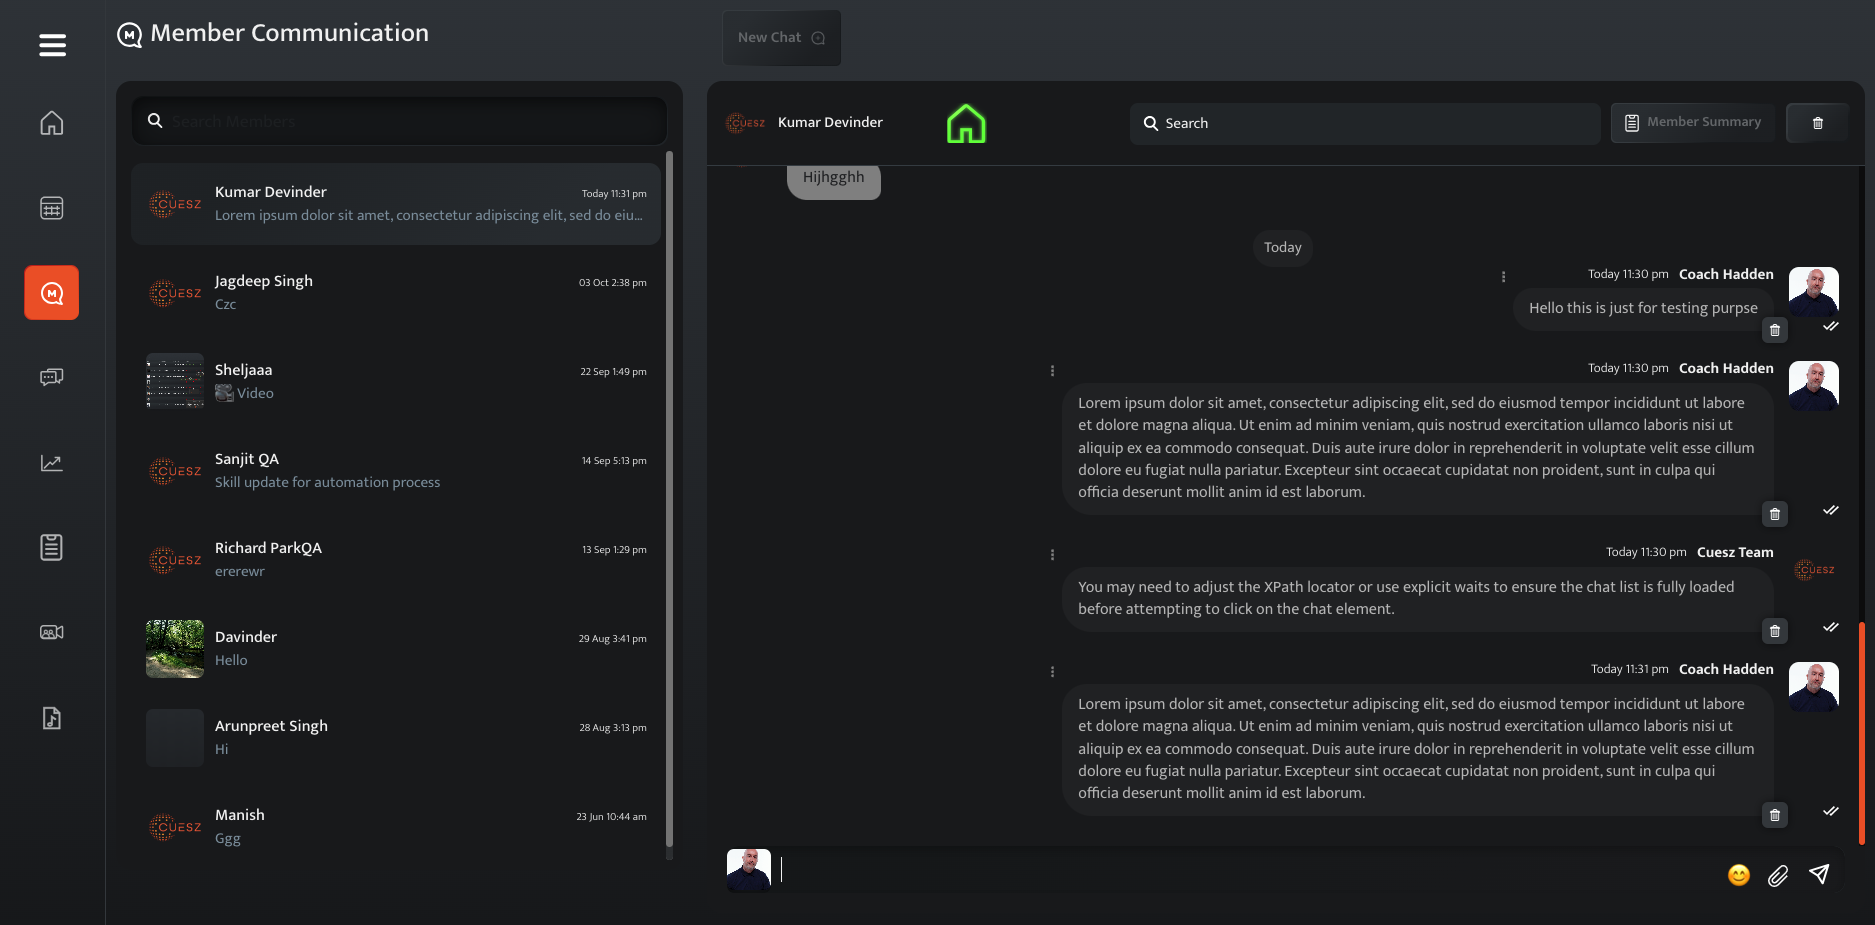 Member Communication
New Chat
Search Members
Kumar Devinder
Today 11:31 pm
Lorem ipsum dolor sit amet, consectetur adipiscing elit, sed do eiu...
Jagdeep Singh
03 Oct 2:38 pm
Czc
Sheljaaa
22 Sep 1:49 pm
Video
Sanjit QA
14 Sep 5:13 pm
Skill update for automation process
Richard ParkQA
13 Sep 1:29 pm
ererewr
Davinder
29 Aug 3:41 pm
Hello
Arunpreet Singh
28 Aug 3:13 pm
Hi
Manish
23 Jun 10:44 am
Ggg
CUESZ
CUESZ
CUESZ
CUESZ
CUESZ
CUESZ
Kumar Devinder
Search
Member Summary
Hijhgghh
Today
Today 11:30 pm Coach Hadden
Hello this is just for testing purpse
Today 11:30 pm Coach Hadden
Lorem ipsum dolor sit amet, consectetur adipiscing elit, sed do eiusmod tempor incididunt ut labore
et dolore magna aliqua. Ut enim ad minim veniam, quis nostrud exercitation ullamco laboris nisi ut
aliquip ex ea commodo consequat. Duis aute irure dolor in reprehenderit in voluptate velit esse cillum
dolore eu fugiat nulla pariatur. Excepteur sint occaecat cupidatat non proident, sunt in culpa qui
officia deserunt mollit anim id est laborum.
Today 11:30 pm Cuesz Team
CUESZ
You may need to adjust the XPath locator or use explicit waits to ensure the chat list is fully loaded
before attempting to click on the chat element.
Today 11:31 pm Coach Hadden
Lorem ipsum dolor sit amet, consectetur adipiscing elit, sed do eiusmod tempor incididunt ut labore
et dolore magna aliqua. Ut enim ad minim veniam, quis nostrud exercitation ullamco laboris nisi ut
aliquip ex ea commodo consequat. Duis aute irure dolor in reprehenderit in voluptate velit esse cillum
dolore eu fugiat nulla pariatur. Excepteur sint occaecat cupidatat non proident, sunt in culpa qui
officia deserunt mollit anim id est laborum.